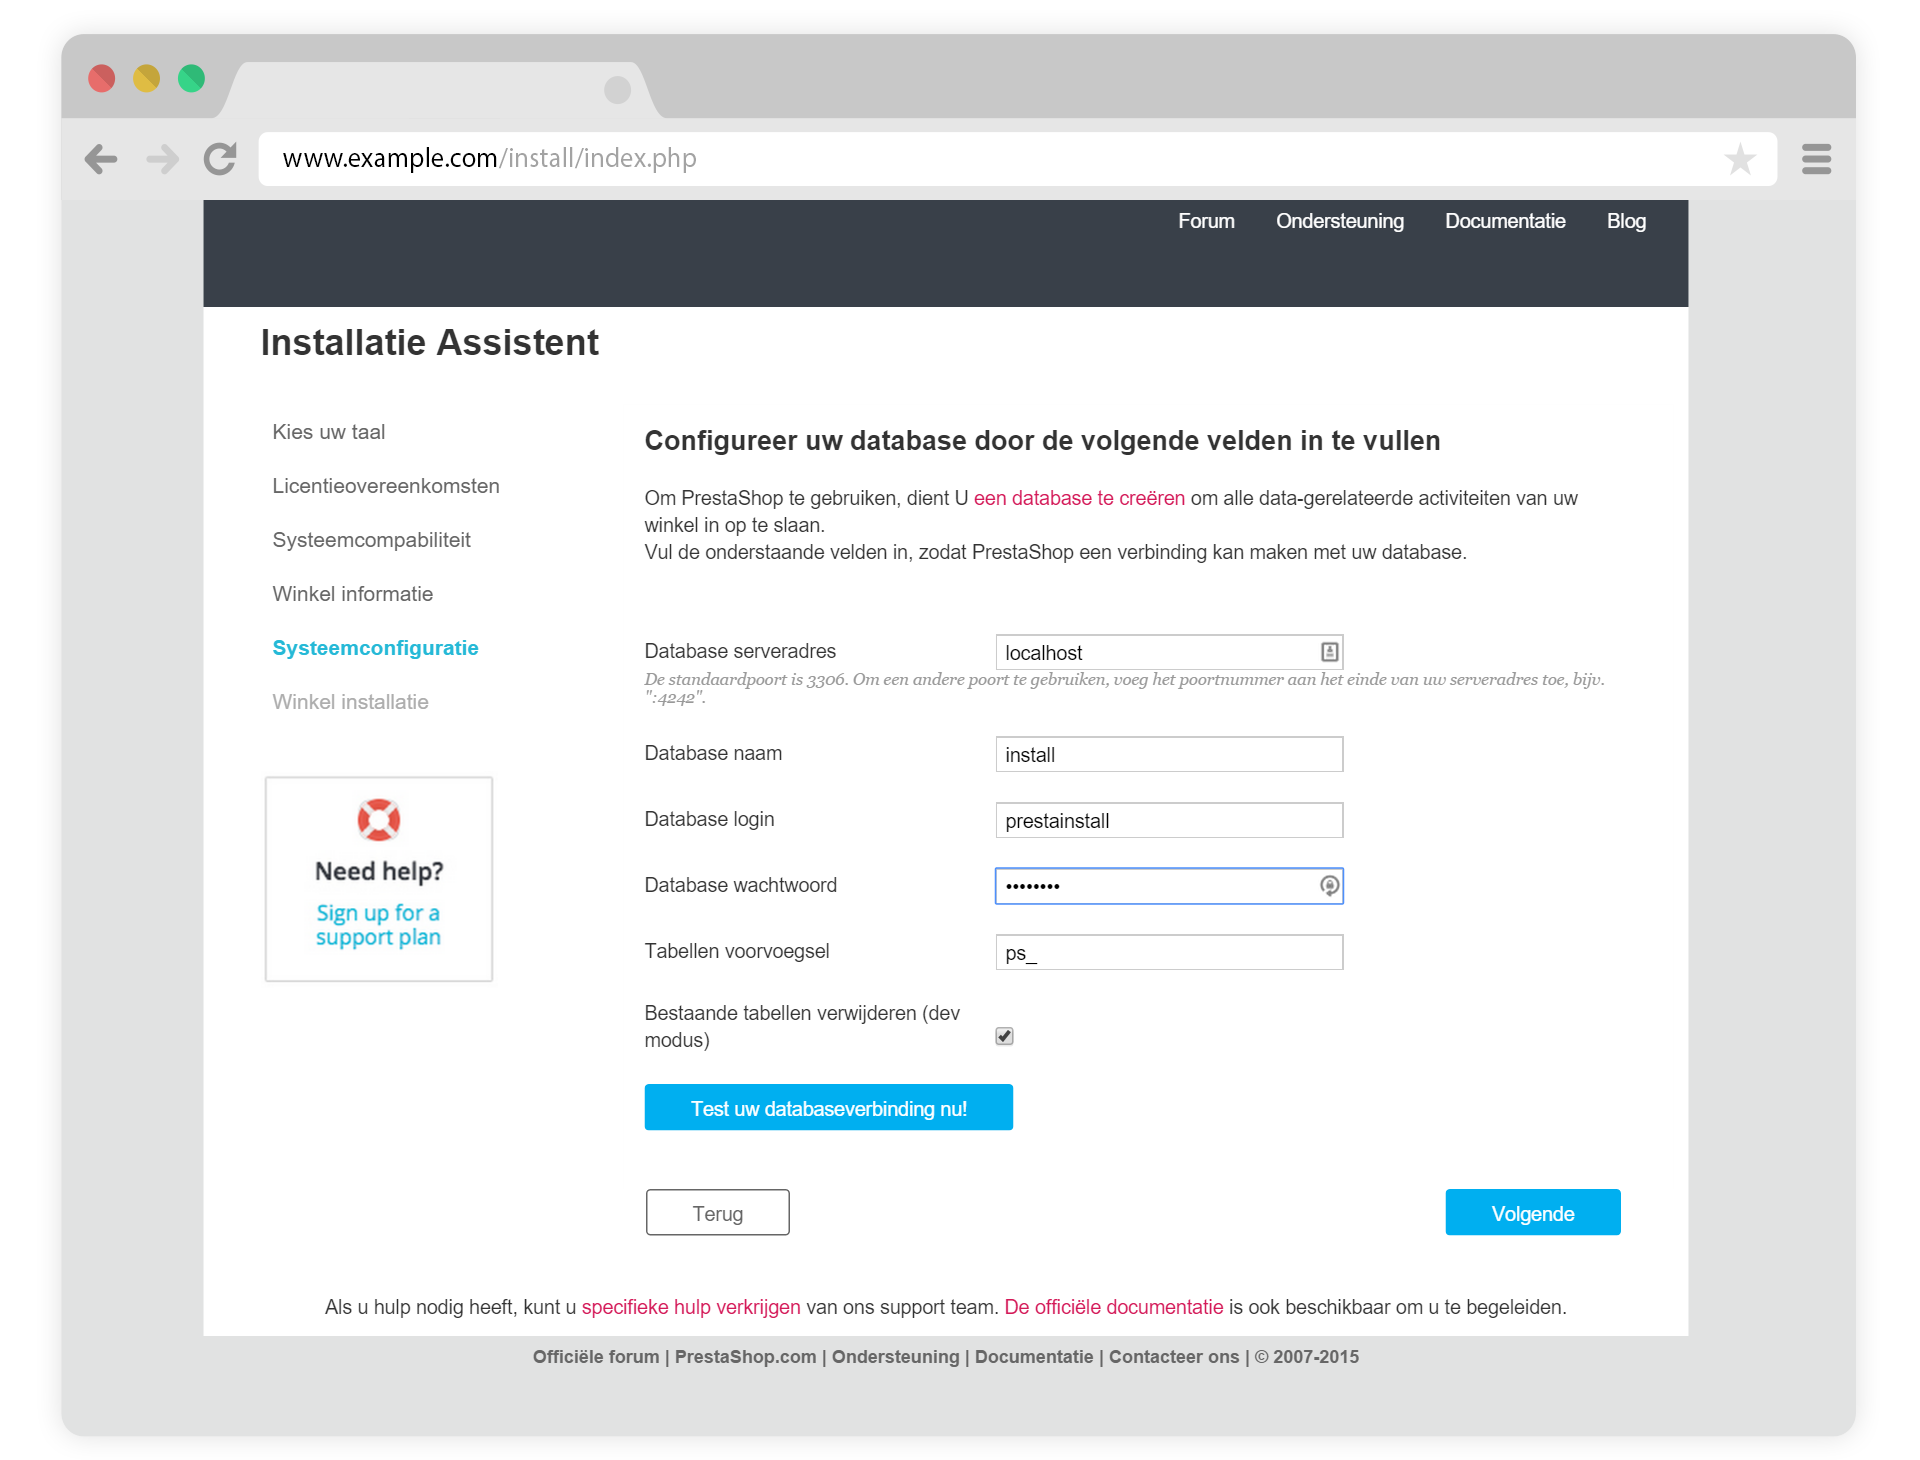 www.example.com/install/index.php
Forum Ondersteuning Documentatie Blog
Installatie Assistent
Kies uw taal
Licentieovereenkomsten
Systeemcompabiliteit
Winkel informatie
Systeemconfiguratie
Winkel installatie
Need help?
Sign up for a
support plan
Configureer uw database door de volgende velden in te vullen
Om PrestaShop te gebruiken, dient U een database te creëren om alle data-gerelateerde activiteiten van uw
winkel in op te slaan.
Vul de onderstaande velden in, zodat PrestaShop een verbinding kan maken met uw database.
Database serveradres localhost
De standaardpoort is 3306. Om een andere poort te gebruiken, voeg het poortnummer aan het einde van uw serveradres toe, bijv.
":4242".
Database naam install
Database login prestainstall
Database wachtwoord ••••••••
Tabellen voorvoegsel ps_
Bestaande tabellen verwijderen (dev
modus)
Test uw databaseverbinding nu!
Terug Volgende
Als u hulp nodig heeft, kunt u specifieke hulp verkrijgen van ons support team. De officiële documentatie is ook beschikbaar om u te begeleiden.
Officiële forum | PrestaShop.com | Ondersteuning | Documentatie | Contacteer ons | © 2007-2015